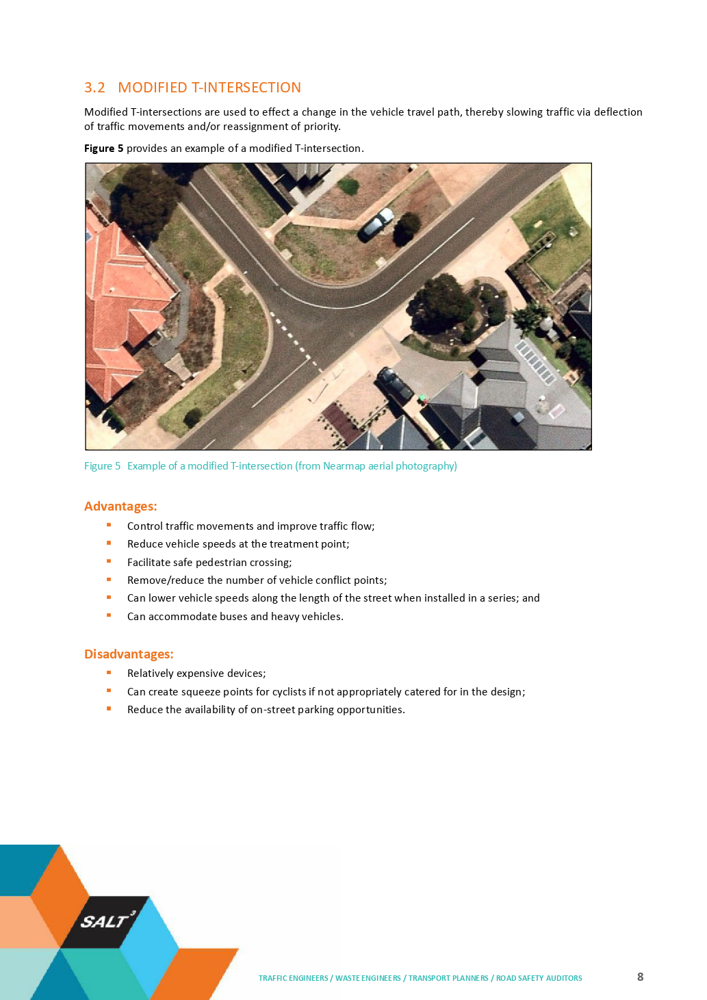 3.2 MODIFIED T-INTERSECTION
Modified T-intersections are used to effect a change in the vehicle travel path, thereby slowing traffic via deflection
of traffic movements and/or reassignment of priority.
Figure 5 provides an example of a modified T-intersection.
Figure 5 Example of a modified T-intersection (from Nearmap aerial photography)
Advantages:
▪ Control traffic movements and improve traffic flow;
▪ Reduce vehicle speeds at the treatment point;
▪ Facilitate safe pedestrian crossing;
▪ Remove/reduce the number of vehicle conflict points;
▪ Can lower vehicle speeds along the length of the street when installed in a series; and
▪ Can accommodate buses and heavy vehicles.
Disadvantages:
▪ Relatively expensive devices;
▪ Can create squeeze points for cyclists if not appropriately catered for in the design;
▪ Reduce the availability of on-street parking opportunities.
SALT³
TRAFFIC ENGINEERS / WASTE ENGINEERS / TRANSPORT PLANNERS / ROAD SAFETY AUDITORS 8